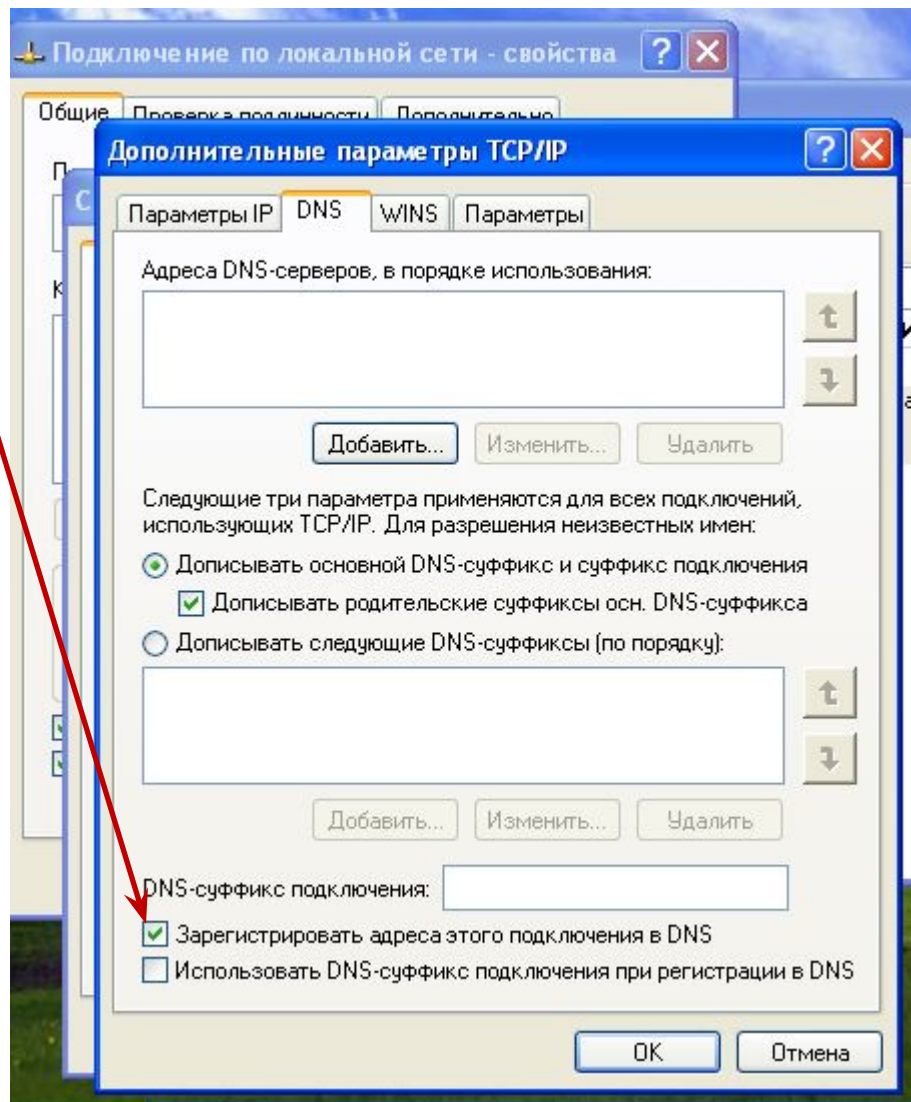 Подключение по локальной сети - свойства
Общие Проверка подлинности Дополнительно
Дополнительные параметры TCP/IP
Параметры IP DNS WINS Параметры
Адреса DNS-серверов, в порядке использования:
Добавить... Изменить... Удалить
Следующие три параметра применяются для всех подключений,
использующих TCP/IP. Для разрешения неизвестных имен:
Дописывать основной DNS-суффикс и суффикс подключения
Дописывать родительские суффиксы осн. DNS-суффикса
Дописывать следующие DNS-суффиксы (по порядку):
Добавить... Изменить... Удалить
DNS-суффикс подключения:
Зарегистрировать адреса этого подключения в DNS
Использовать DNS-суффикс подключения при регистрации в DNS
OK Отмена